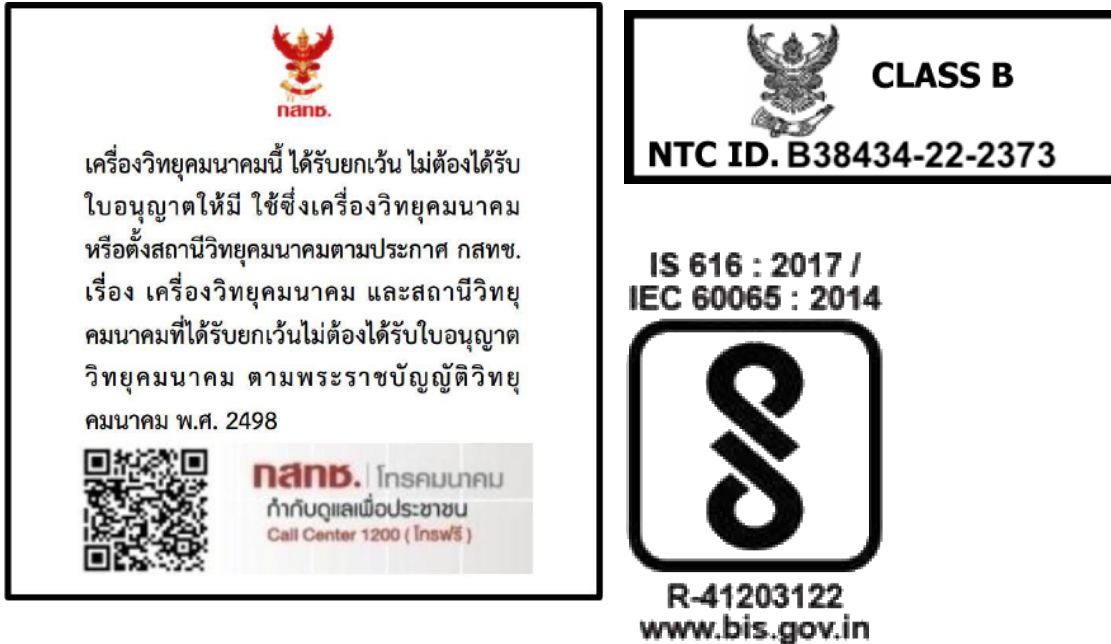 กสทช.
เครื่องวิทยุคมนาคมนี้ ได้รับยกเว้น ไม่ต้องได้รับ
ใบอนุญาตให้มี ใช้ซึ่งเครื่องวิทยุคมนาคม
หรือตั้งสถานีวิทยุคมนาคมตามประกาศ กสทช.
เรื่อง เครื่องวิทยุคมนาคม และสถานีวิทยุ
คมนาคมที่ได้รับยกเว้นไม่ต้องได้รับใบอนุญาต
วิทยุคมนาคม ตามพระราชบัญญัติวิทยุ
คมนาคม พ.ศ. 2498
กสทช. | โทรคมนาคม
กำกับดูแลเพื่อประชาชน
Call Center 1200 ( โทรฟรี )
CLASS B
NTC ID. B38434-22-2373
IS 616 : 2017 /
IEC 60065 : 2014
R-41203122
www.bis.gov.in